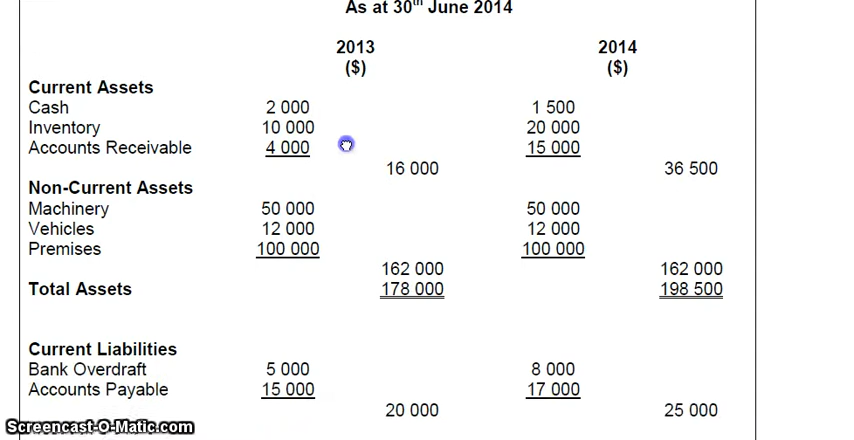 As at 30th June 2014
2013 2014
($) ($)
Current Assets
Cash 2 000 1 500
Inventory 10 000 20 000
Accounts Receivable 4 000 15 000
16 000 36 500
Non-Current Assets
Machinery 50 000 50 000
Vehicles 12 000 12 000
Premises 100 000 100 000
162 000 162 000
Total Assets 178 000 198 500
Current Liabilities
Bank Overdraft 5 000 8 000
Accounts Payable 15 000 17 000
20 000 25 000
Screencast-O-Matic.com